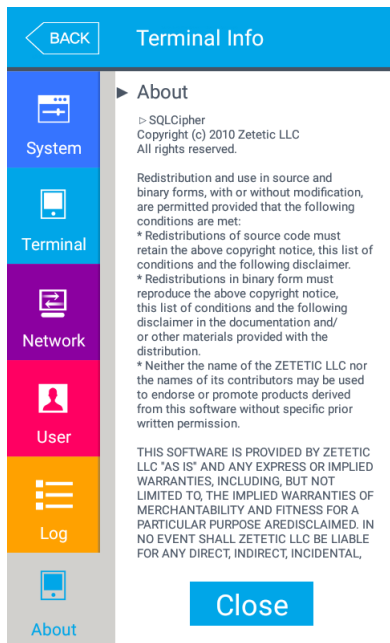 BACK
Terminal Info
System
Terminal
Network
User
Log
About
► About
▷ SQLCipher
Copyright (c) 2010 Zetetic LLC
All rights reserved.
Redistribution and use in source and
binary forms, with or without modification,
are permitted provided that the following
conditions are met:
* Redistributions of source code must
retain the above copyright notice, this list of
conditions and the following disclaimer.
* Redistributions in binary form must
reproduce the above copyright notice,
this list of conditions and the following
disclaimer in the documentation and/
or other materials provided with the
distribution.
* Neither the name of the ZETETIC LLC nor
the names of its contributors may be used
to endorse or promote products derived
from this software without specific prior
written permission.
THIS SOFTWARE IS PROVIDED BY ZETETIC
LLC "AS IS" AND ANY EXPRESS OR IMPLIED
WARRANTIES, INCLUDING, BUT NOT
LIMITED TO, THE IMPLIED WARRANTIES OF
MERCHANTABILITY AND FITNESS FOR A
PARTICULAR PURPOSE AREDISCLAIMED. IN
NO EVENT SHALL ZETETIC LLC BE LIABLE
FOR ANY DIRECT, INDIRECT, INCIDENTAL,
Close